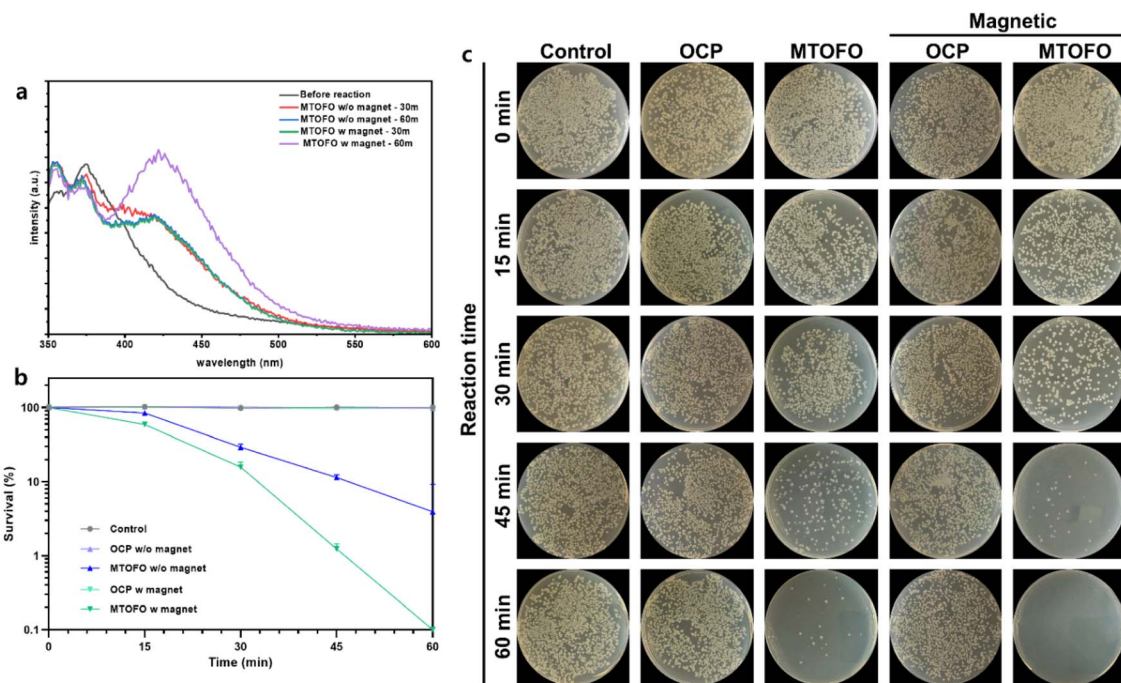 a
Before reaction
MTOFO w/o magnet - 30m
MTOFO w/o magnet - 60m
MTOFO w magnet - 30m
MTOFO w magnet - 60m
intensity (a.u.)
350 400 450 500 550 600
wavelength (nm)
b
100
10
1
0.1
Survival (%)
Control
OCP w/o magnet
MTOFO w/o magnet
OCP w magnet
MTOFO w magnet
0 15 30 45 60
Time (min)
c
Magnetic
Control OCP MTOFO OCP MTOFO
Reaction time
0 min
15 min
30 min
45 min
60 min